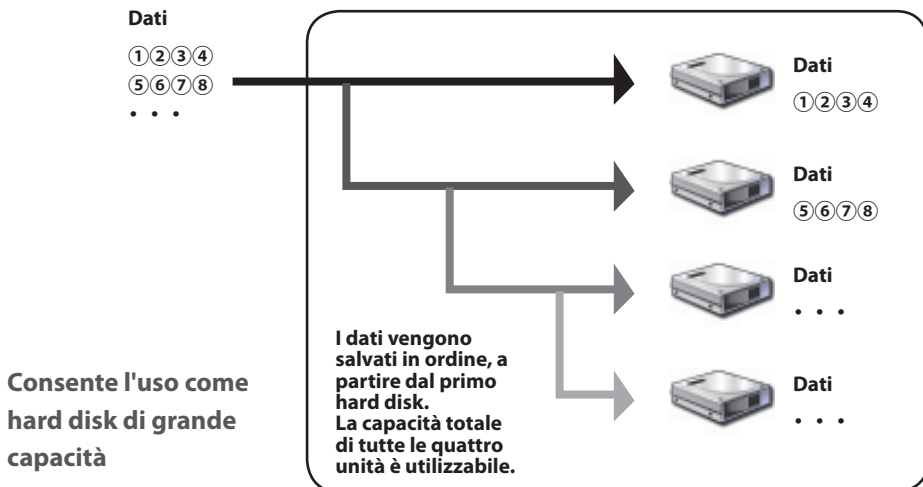 Dati
①②③④
⑤⑥⑦⑧
・・・
Dati
①②③④
Dati
⑤⑥⑦⑧
Dati
・・・
Dati
・・・
I dati vengono
salvati in ordine, a
partire dal primo
hard disk.
La capacità totale
di tutte le quattro
unità è utilizzabile.
Consente l'uso come
hard disk di grande
capacità